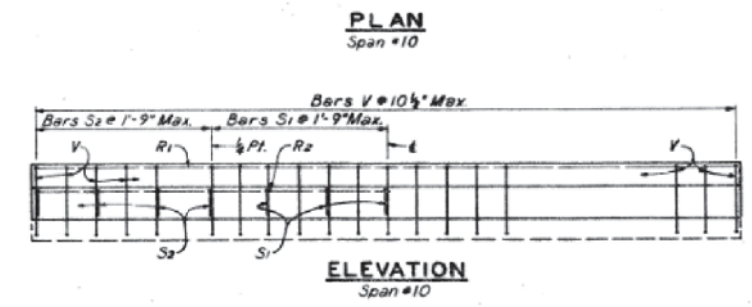 PLAN
Span #10
Bars V @ 10½" Max.
Bars S2 @ 1'-9" Max. Bars S1 @ 1'-9" Max.
V R1 ¼ Pt. R2 ℄ V
S2 S1
ELEVATION
Span #10